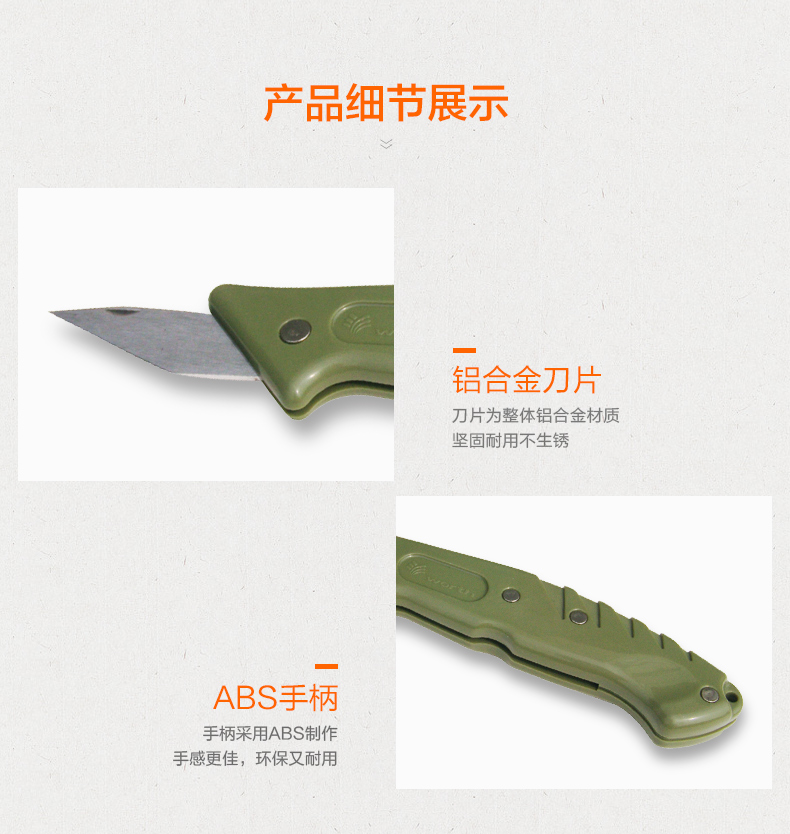 产品细节展示
铝合金刀片
刀片为整体铝合金材质
坚固耐用不生锈
ABS手柄
手柄采用ABS制作
手感更佳，环保又耐用